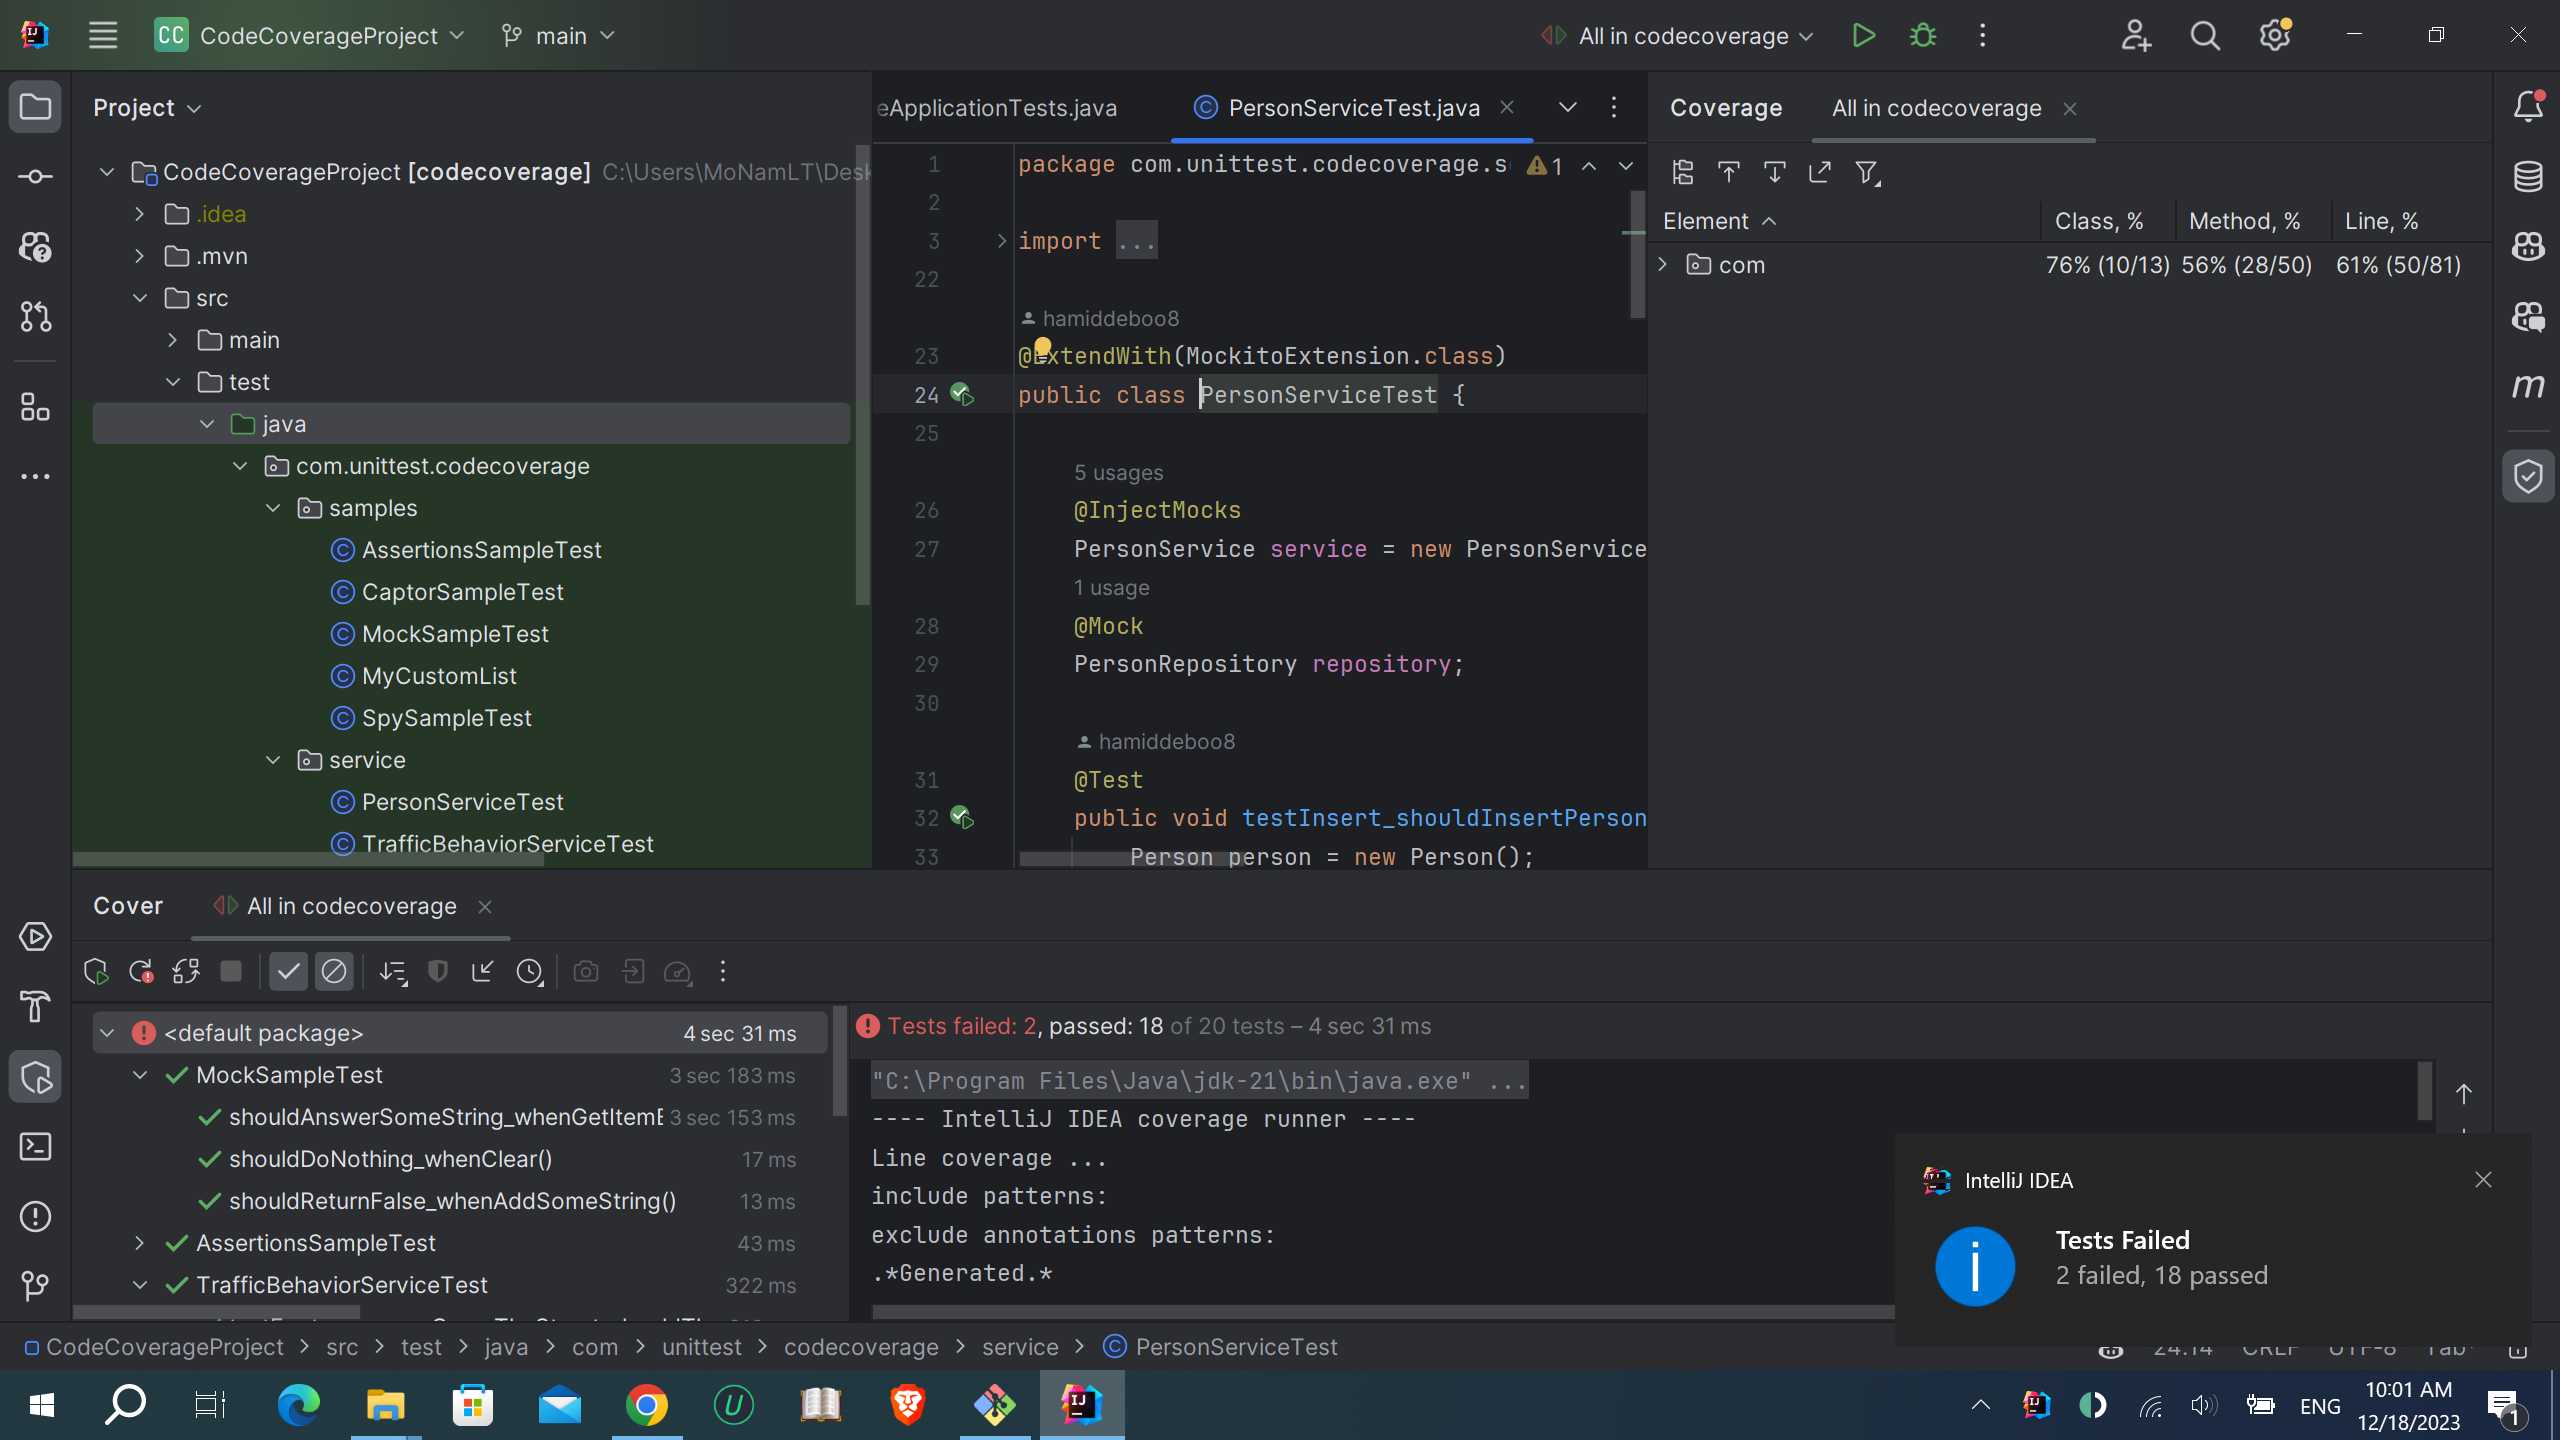 CC CodeCoverageProject
main
All in codecoverage
Project
CodeCoverageProject [codecoverage] C:\Users\MoNamLT\Desk
.idea
.mvn
src
main
test
java
com.unittest.codecoverage
samples
AssertionsSampleTest
CaptorSampleTest
MockSampleTest
MyCustomList
SpySampleTest
service
PersonServiceTest
TrafficBehaviorServiceTest
eApplicationTests.java
PersonServiceTest.java
1 package com.unittest.codecoverage.s
1
2
3 import ...
22
hamiddeboo8
23 @ExtendWith(MockitoExtension.class)
24 public class PersonServiceTest {
25
5 usages
26 @InjectMocks
27 PersonService service = new PersonService
1 usage
28 @Mock
29 PersonRepository repository;
30
hamiddeboo8
31 @Test
32 public void testInsert_shouldInsertPerson
33 Person person = new Person();
Coverage All in codecoverage
Element Class, % Method, % Line, %
com 76% (10/13) 56% (28/50) 61% (50/81)
Cover All in codecoverage
<default package> 4 sec 31 ms
MockSampleTest 3 sec 183 ms
shouldAnswerSomeString_whenGetItemE 3 sec 153 ms
shouldDoNothing_whenClear() 17 ms
shouldReturnFalse_whenAddSomeString() 13 ms
AssertionsSampleTest 43 ms
TrafficBehaviorServiceTest 322 ms
Tests failed: 2, passed: 18 of 20 tests – 4 sec 31 ms
"C:\Program Files\Java\jdk-21\bin\java.exe" ...
---- IntelliJ IDEA coverage runner ----
Line coverage ...
include patterns:
exclude annotations patterns:
.*Generated.*
IntelliJ IDEA
Tests Failed
2 failed, 18 passed
CodeCoverageProject > src > test > java > com > unittest > codecoverage > service > PersonServiceTest
24:14 CRLF UTF-8 Tab
ENG
10:01 AM
12/18/2023
1